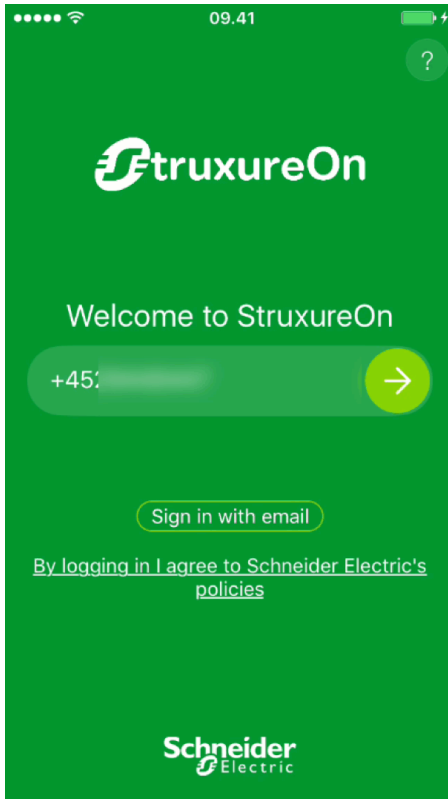 09.41
?
StruxureOn
Welcome to StruxureOn
+45
Sign in with email
By logging in I agree to Schneider Electric's
policies
Schneider
Electric